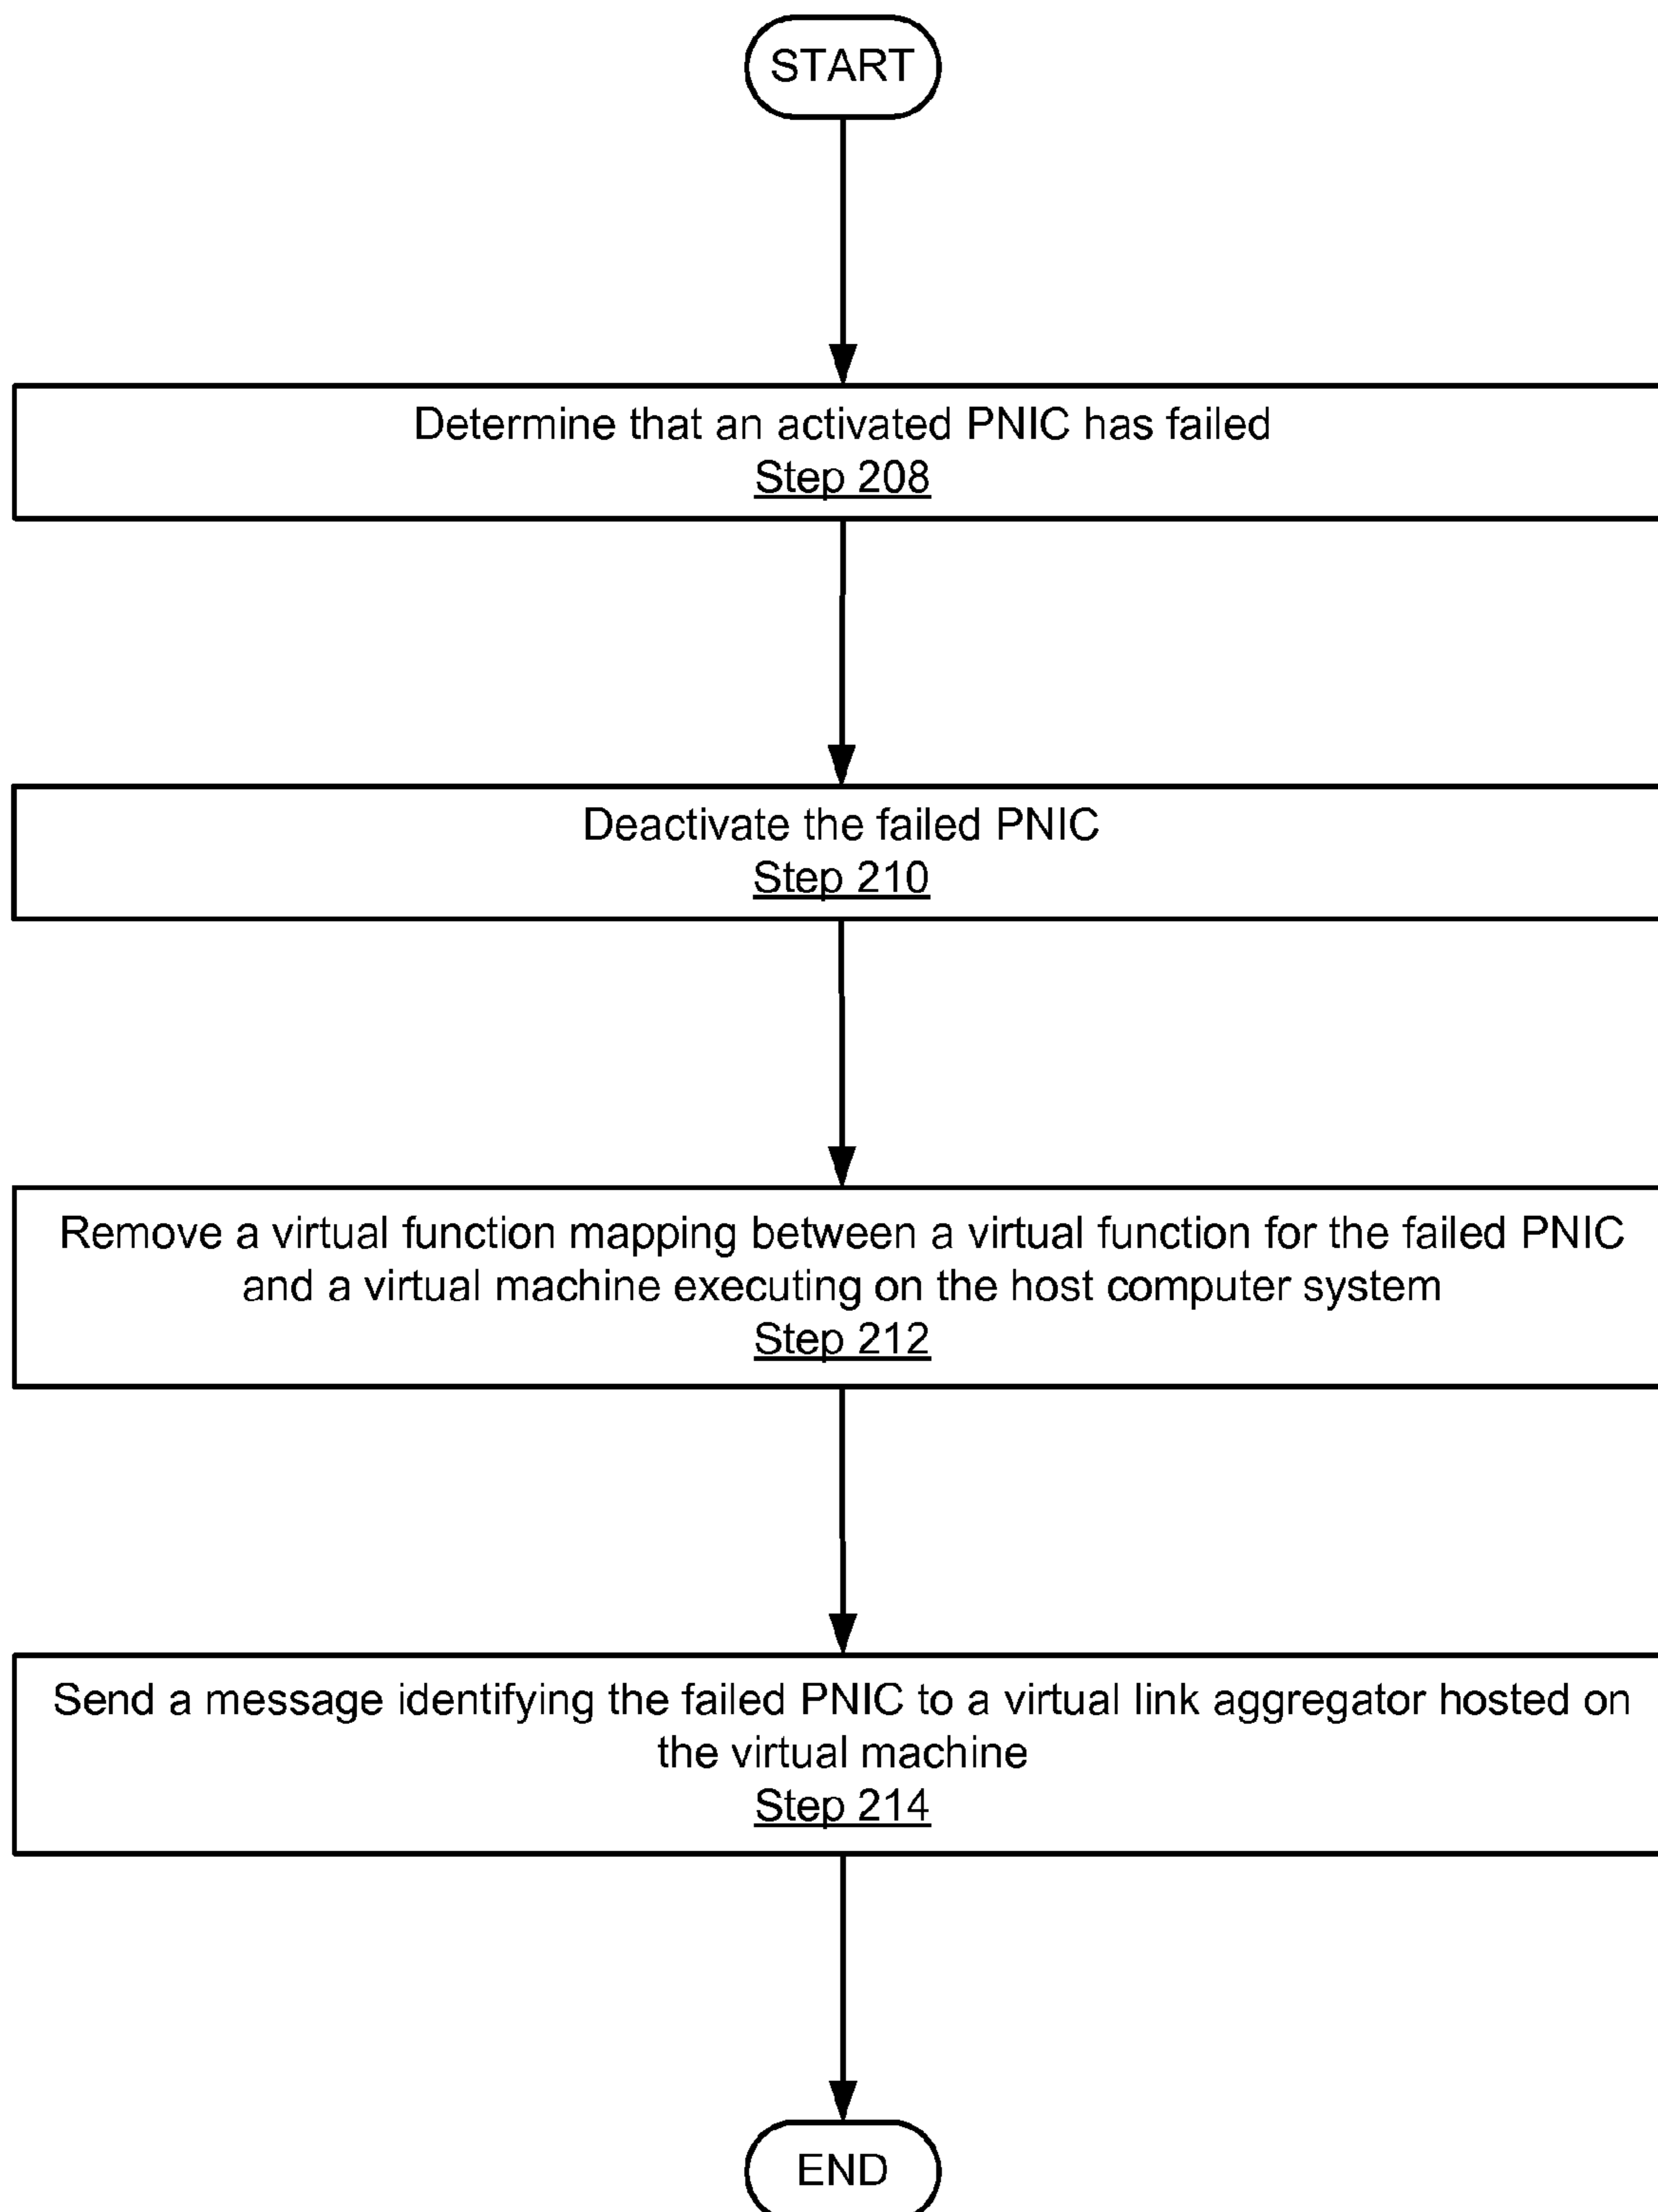 START
Determine that an activated PNIC has failed
Step 208
Deactivate the failed PNIC
Step 210
Remove a virtual function mapping between a virtual function for the failed PNIC
and a virtual machine executing on the host computer system
Step 212
Send a message identifying the failed PNIC to a virtual link aggregator hosted on
the virtual machine
Step 214
END